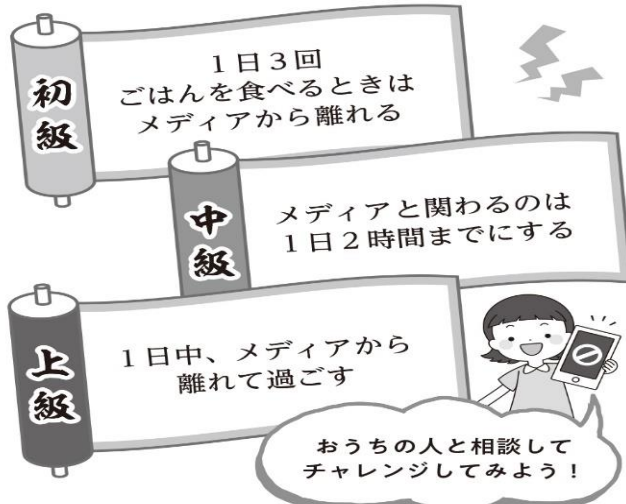 初級
1日3回
ごはんを食べるときは
メディアから離れる
中級
メディアと関わるのは
1日2時間までにする
上級
1日中、メディアから
離れて過ごす
おうちの人と相談して
チャレンジしてみよう！